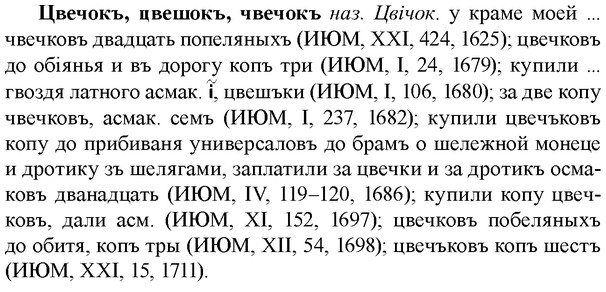 Цвечокъ, цвешокъ, чвечокъ наз. Цвічок. у краме моей ...
чвечковъ двадцать попеляныхъ (ИЮМ, XXI, 424, 1625); цвечковъ
до обіянья и въ дорогу копъ три (ИЮМ, I, 24, 1679); купили ...
гвоздя латного асмак. ї, цвешъки (ИЮМ, I, 106, 1680); за две копу
чвечковъ, асмак. семъ (ИЮМ, I, 237, 1682); купили цвечъковъ
копу до прибиваня универсаловъ до брамъ о шележной монеце
и дротику зъ шелягами, заплатили за цвечки и за дротикъ осма-
ковъ дванадцать (ИЮМ, IV, 119–120, 1686); купили копу цвеч-
ковъ, дали асм. (ИЮМ, XI, 152, 1697); цвечковъ побеляныхъ
до обитя, копъ тры (ИЮМ, XII, 54, 1698); цвечъковъ копъ шестъ
(ИЮМ, XXI, 15, 1711).